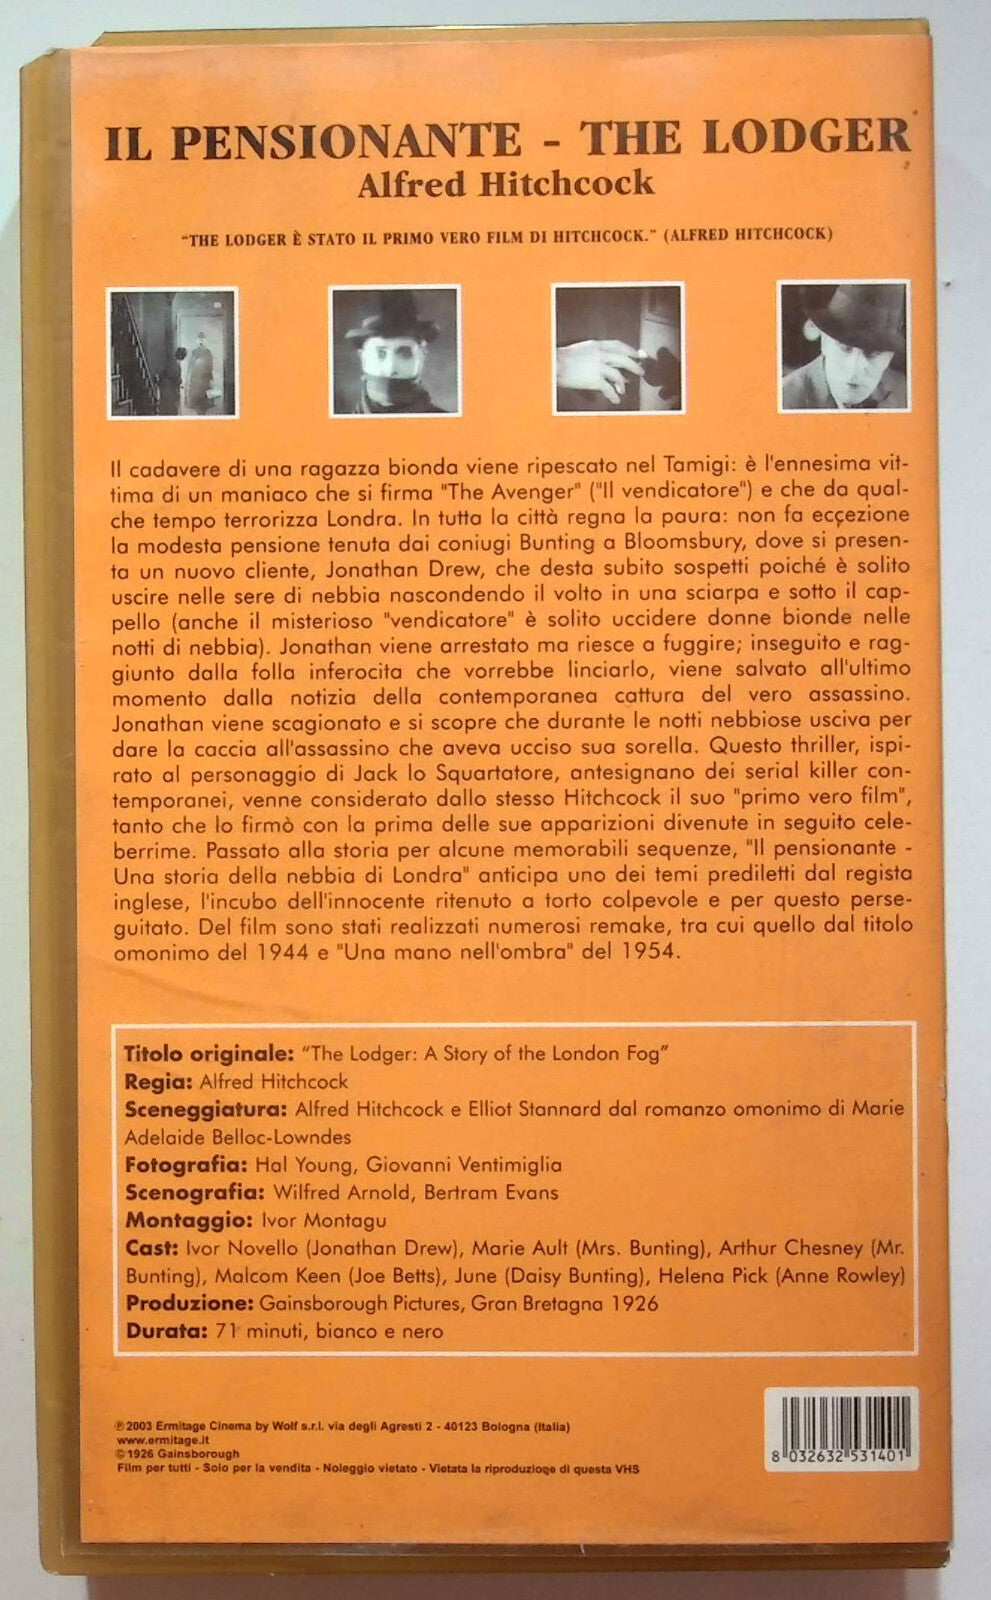 IL PENSIONANTE - THE LODGER
Alfred Hitchcock
"THE LODGER È STATO IL PRIMO VERO FILM DI HITCHCOCK." (ALFRED HITCHCOCK)
Il cadavere di una ragazza bionda viene ripescato nel Tamigi: è l'ennesima vit-
tima di un maniaco che si firma "The Avenger" ("Il vendicatore") e che da qual-
che tempo terrorizza Londra. In tutta la città regna la paura: non fa eccezione
la modesta pensione tenuta dai coniugi Bunting a Bloomsbury, dove si presen-
ta un nuovo cliente, Jonathan Drew, che desta subito sospetti poiché è solito
uscire nelle sere di nebbia nascondendo il volto in una sciarpa e sotto il cap-
pello (anche il misterioso "vendicatore" è solito uccidere donne bionde nelle
notti di nebbia). Jonathan viene arrestato ma riesce a fuggire; inseguito e rag-
giunto dalla folla inferocita che vorrebbe linciarlo, viene salvato all'ultimo
momento dalla notizia della contemporanea cattura del vero assassino.
Jonathan viene scagionato e si scopre che durante le notti nebbiose usciva per
dare la caccia all'assassino che aveva ucciso sua sorella. Questo thriller, ispi-
rato al personaggio di Jack lo Squartatore, antesignano dei serial killer con-
temporanei, venne considerato dallo stesso Hitchcock il suo "primo vero film",
tanto che lo firmò con la prima delle sue apparizioni divenute in seguito cele-
berrime. Passato alla storia per alcune memorabili sequenze, "Il pensionante -
Una storia della nebbia di Londra" anticipa uno dei temi prediletti dal regista
inglese, l'incubo dell'innocente ritenuto a torto colpevole e per questo perse-
guitato. Del film sono stati realizzati numerosi remake, tra cui quello dal titolo
omonimo del 1944 e "Una mano nell'ombra" del 1954.
Titolo originale: "The Lodger: A Story of the London Fog"
Regia: Alfred Hitchcock
Sceneggiatura: Alfred Hitchcock e Elliot Stannard dal romanzo omonimo di Marie
Adelaide Belloc-Lowndes
Fotografia: Hal Young, Giovanni Ventimiglia
Scenografia: Wilfred Arnold, Bertram Evans
Montaggio: Ivor Montagu
Cast: Ivor Novello (Jonathan Drew), Marie Ault (Mrs. Bunting), Arthur Chesney (Mr.
Bunting), Malcom Keen (Joe Betts), June (Daisy Bunting), Helena Pick (Anne Rowley)
Produzione: Gainsborough Pictures, Gran Bretagna 1926
Durata: 71 minuti, bianco e nero
℗2003 Ermitage Cinema by Wolf s.r.l. via degli Agresti 2 - 40123 Bologna (Italia)
www.ermitage.it
©1926 Gainsborough
Film per tutti - Solo per la vendita - Noleggio vietato - Vietata la riproduzione di questa VHS
8 032632 531401